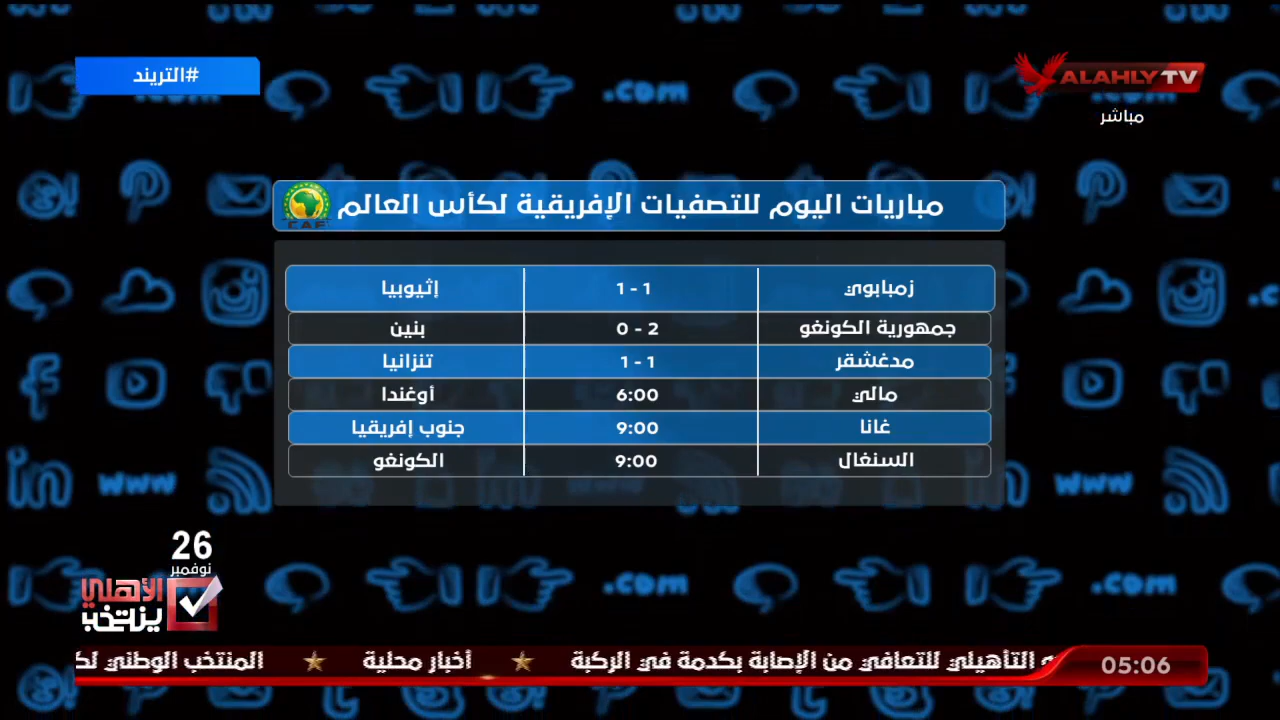 #التريند
ALAHLY TV
مباشر
مباريات اليوم للتصفيات الإفريقية لكأس العالم
CAF
زمبابوي 1 - 1 إثيوبيا
جمهورية الكونغو 2 - 0 بنين
مدغشقر 1 - 1 تنزانيا
مالي 6:00 أوغندا
غانا 9:00 جنوب إفريقيا
السنغال 9:00 الكونغو
26
نوفمبر
الأهلي
ينتخب
05:06 التأهيلي للتعافي من الإصابة بكدمة في الركبة ★ أخبار محلية ★ المنتخب الوطني